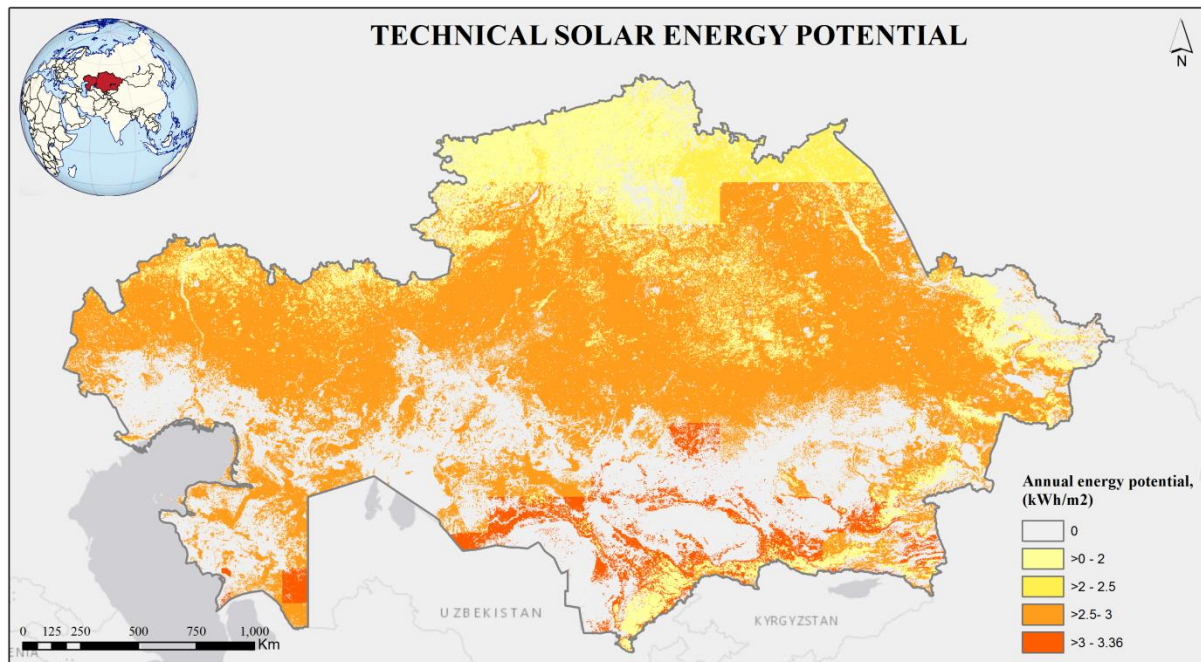 TECHNICAL SOLAR ENERGY POTENTIAL
N
Annual energy potential,
(kWh/m2)
0
>0 - 2
>2 - 2.5
>2.5- 3
>3 - 3.36
UZBEKISTAN
KYRGYZSTAN
0 125 250 500 750 1,000
Km
ENIA